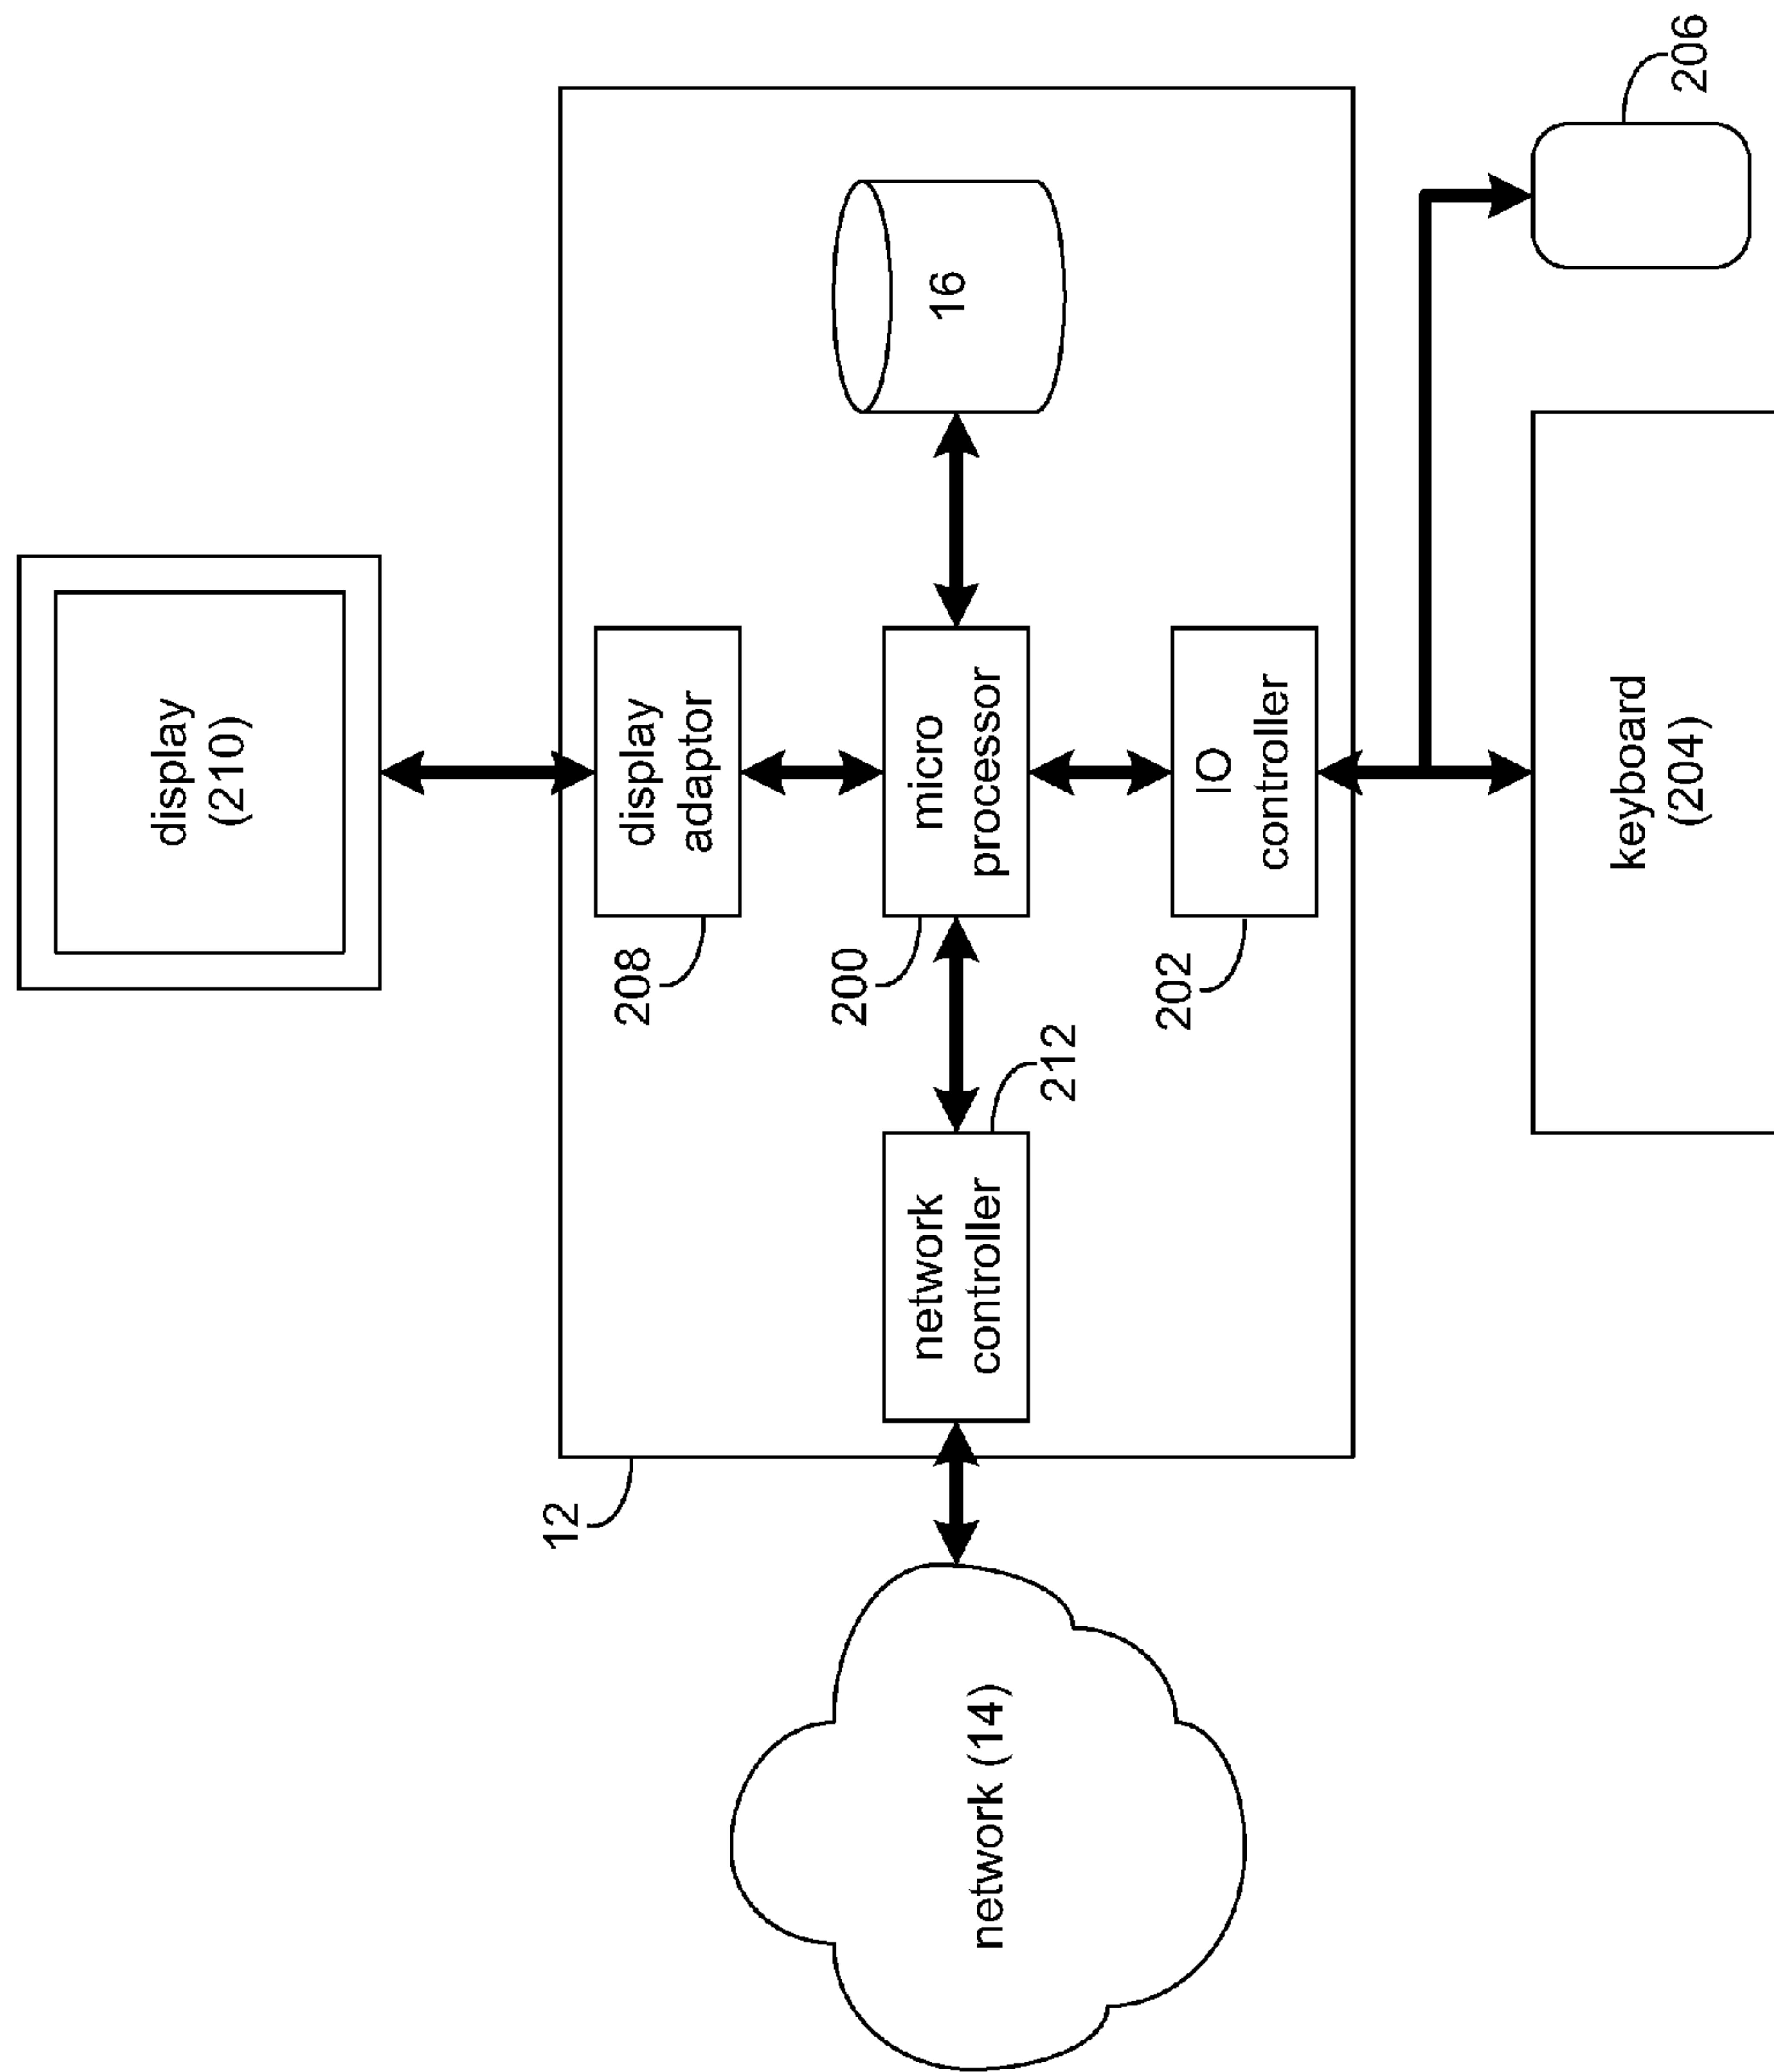 display
(210)
12
208
display
adaptor
200
network
controller
micro
processor
16
network (14)
212
202
IO
controller
keyboard
(204)
206